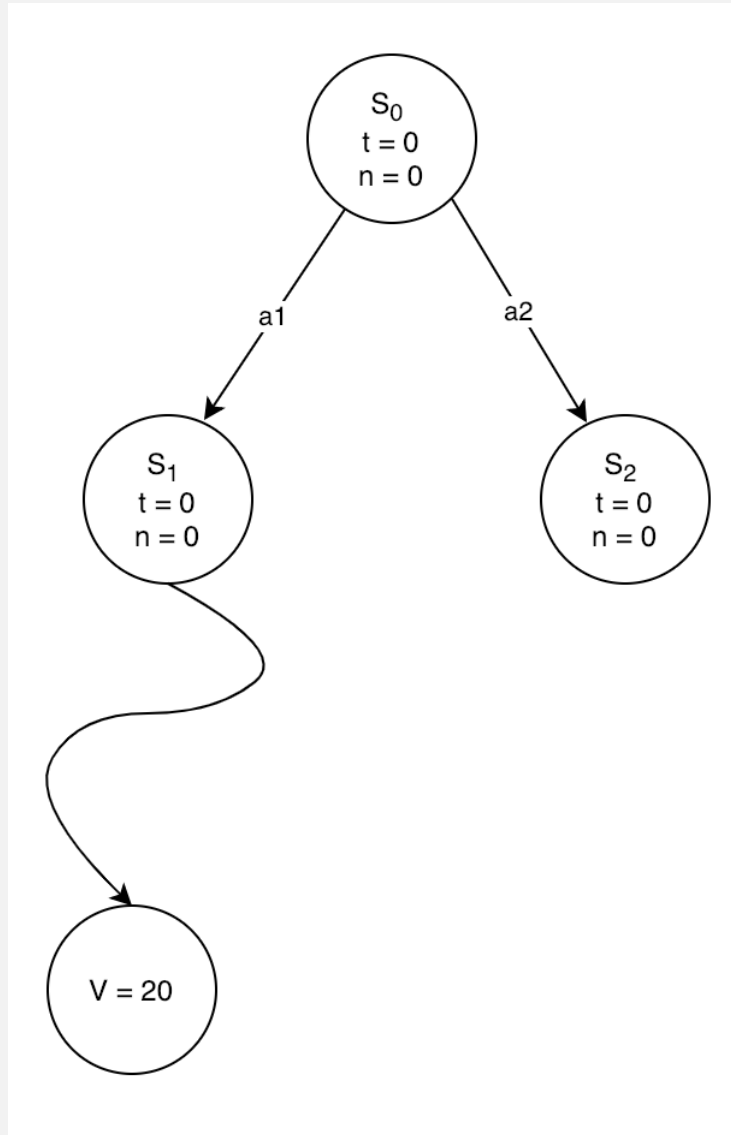 S₀
t = 0
n = 0
a1
a2
S₁
t = 0
n = 0
S₂
t = 0
n = 0
V = 20